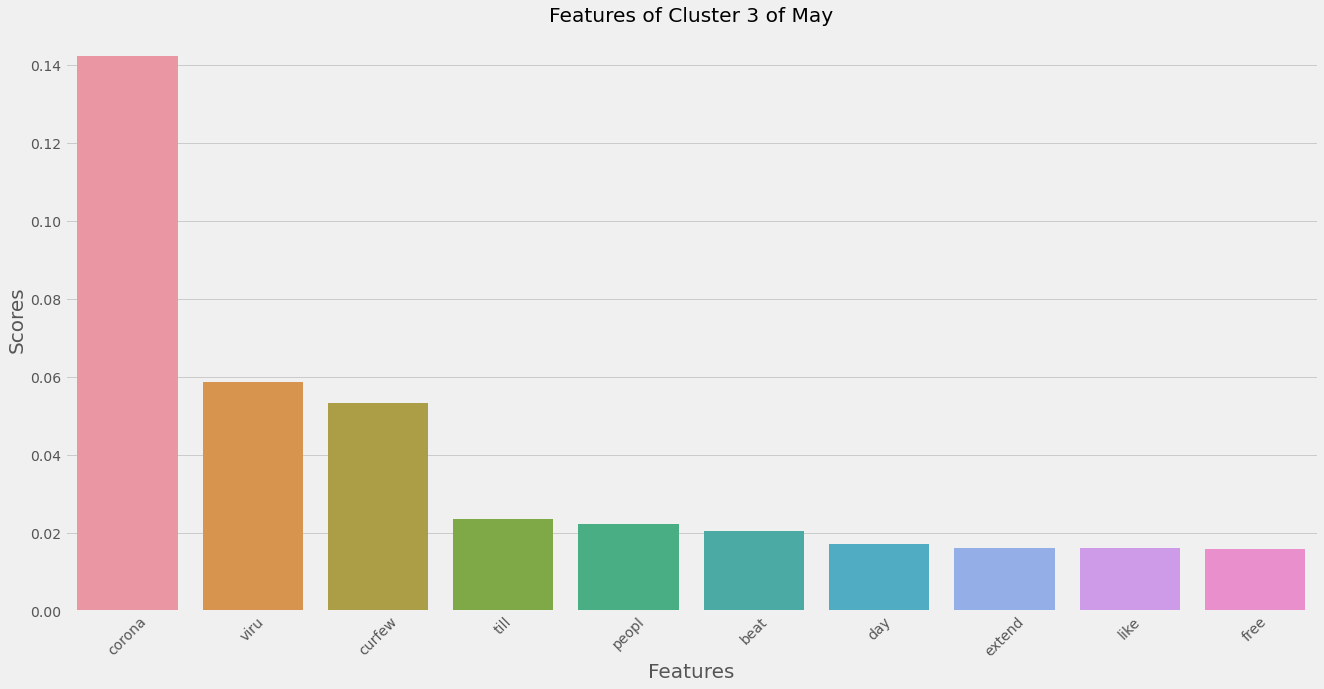 Features of Cluster 3 of May
Scores
0.14
0.12
0.10
0.08
0.06
0.04
0.02
0.00
corona viru curfew till peopl beat day extend like free
Features